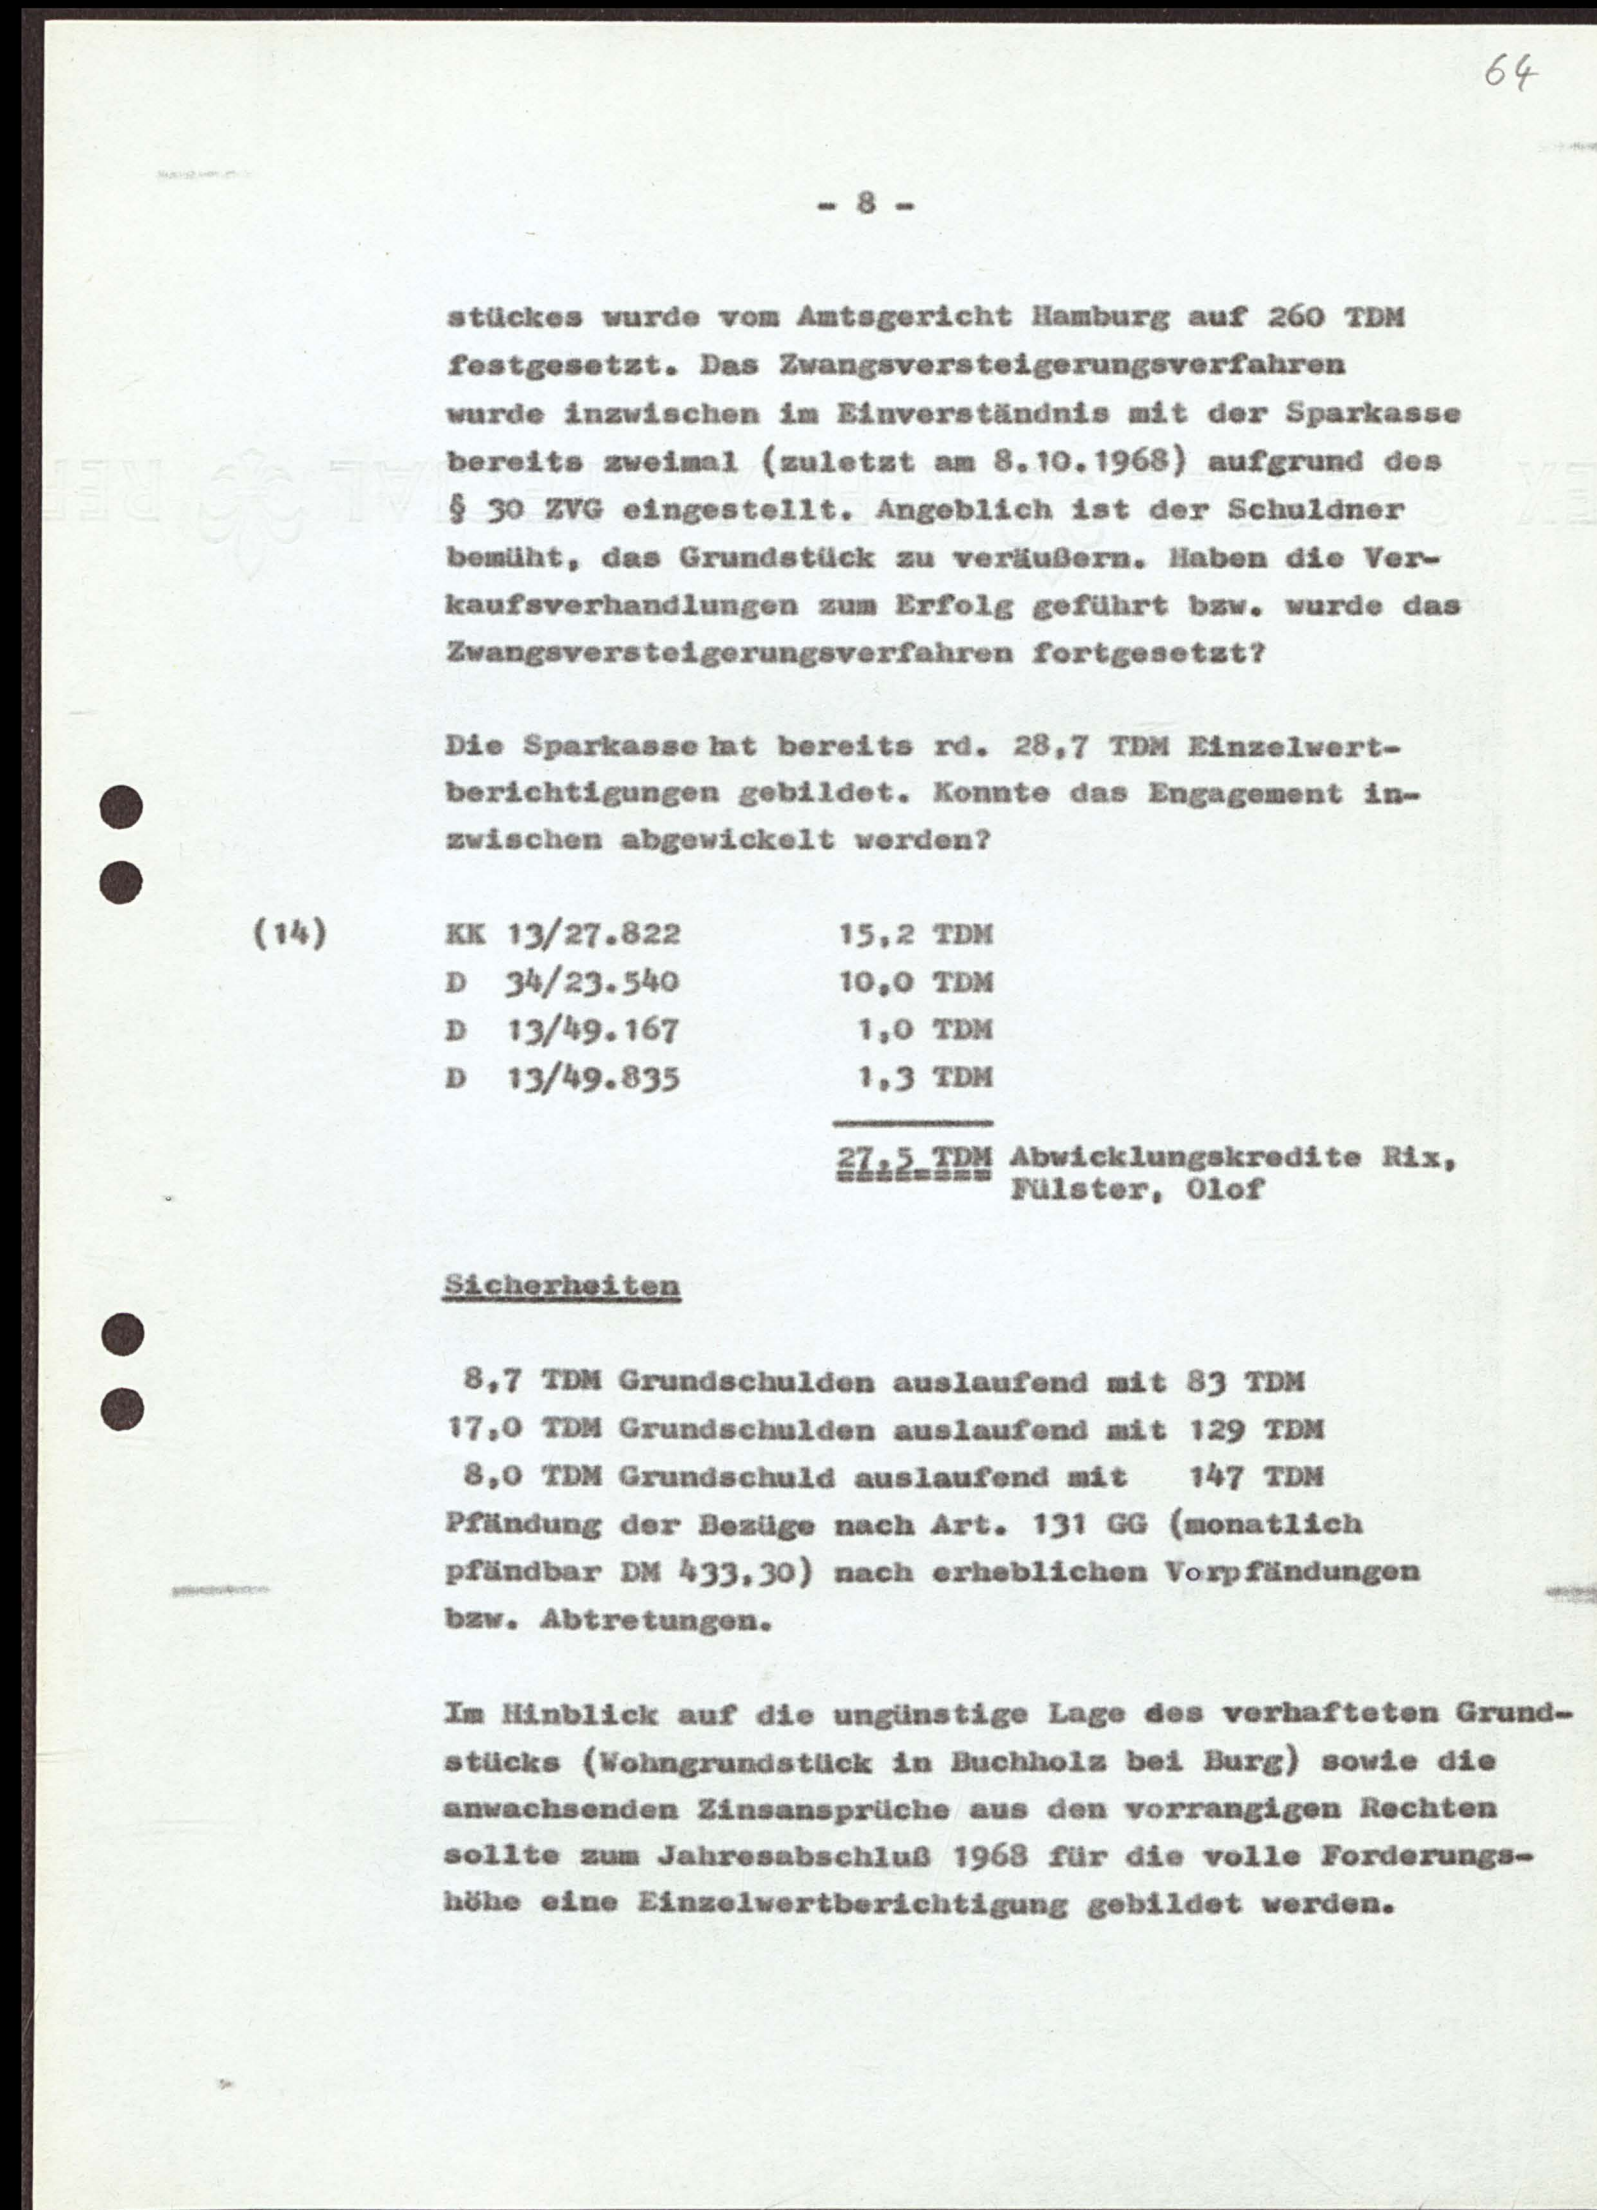 64
- 8 -
stückes wurde vom Amtsgericht Hamburg auf 260 TDM
festgesetzt. Das Zwangsversteigerungsverfahren
wurde inzwischen im Einverständnis mit der Sparkasse
bereits zweimal (zuletzt am 8.10.1968) aufgrund des
§ 30 ZVG eingestellt. Angeblich ist der Schuldner
bemüht, das Grundstück zu veräußern. Haben die Ver-
kaufsverhandlungen zum Erfolg geführt bzw. wurde das
Zwangsversteigerungsverfahren fortgesetzt?
Die Sparkasse hat bereits rd. 28,7 TDM Einzelwert-
berichtigungen gebildet. Konnte das Engagement in-
zwischen abgewickelt werden?
(14) KK 13/27.822 15,2 TDM
D 34/23.540 10,0 TDM
D 13/49.167 1,0 TDM
D 13/49.835 1,3 TDM
27,5 TDM Abwicklungskredite Rix,
Fülster, Olof
Sicherheiten
8,7 TDM Grundschulden auslaufend mit 83 TDM
17,0 TDM Grundschulden auslaufend mit 129 TDM
8,0 TDM Grundschuld auslaufend mit 147 TDM
Pfändung der Bezüge nach Art. 131 GG (monatlich
pfändbar DM 433,30) nach erheblichen Vorpfändungen
bzw. Abtretungen.
Im Hinblick auf die ungünstige Lage des verhafteten Grund-
stücks (Wohngrundstück in Buchholz bei Burg) sowie die
anwachsenden Zinsansprüche aus den vorrangigen Rechten
sollte zum Jahresabschluß 1968 für die volle Forderungs-
höhe eine Einzelwertberichtigung gebildet werden.